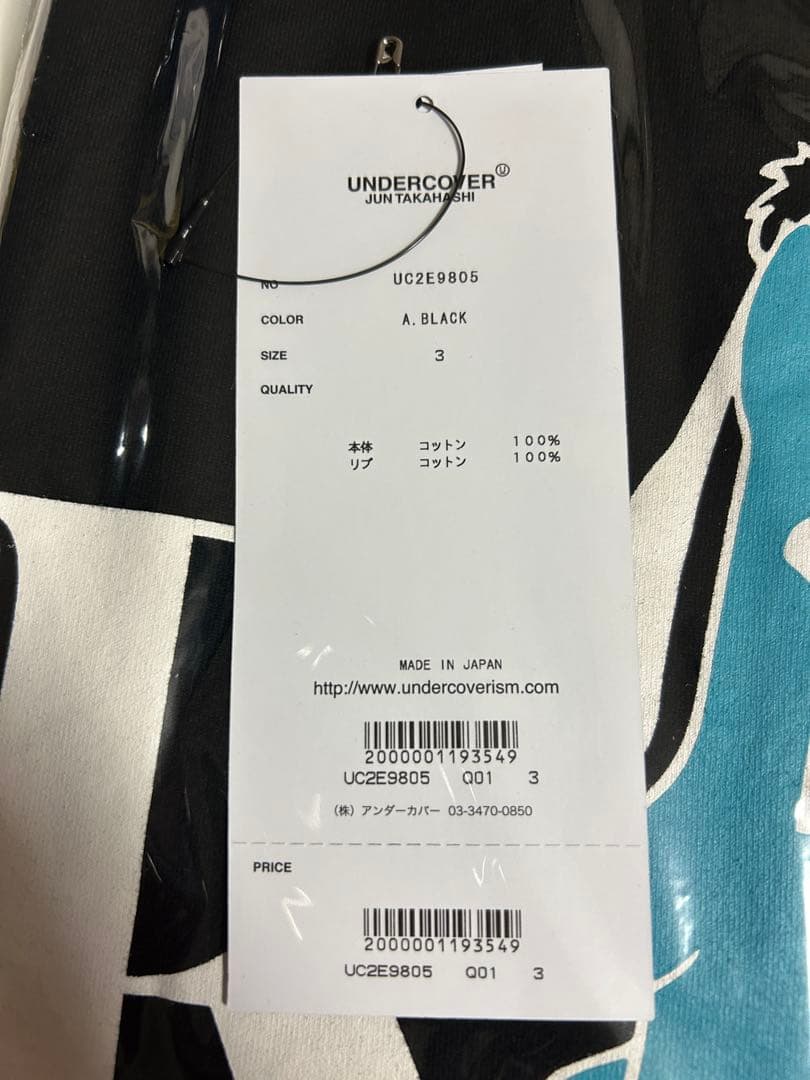 UNDERCOVER Ⓤ
JUN TAKAHASHI
NO UC2E9805
COLOR A.BLACK
SIZE 3
QUALITY
本体 コットン 100%
リブ コットン 100%
MADE IN JAPAN
http://www.undercoverism.com
2000001193549
UC2E9805 Q01 3
(株) アンダーカバー 03-3470-0850
PRICE
2000001193549
UC2E9805 Q01 3